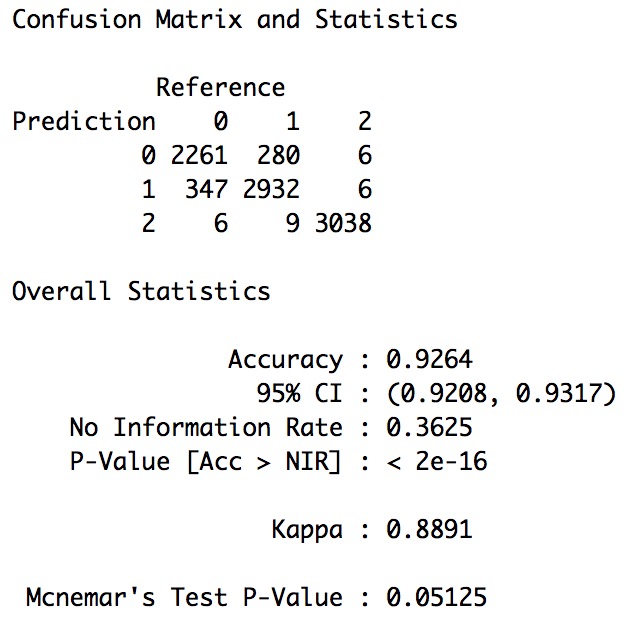 Confusion Matrix and Statistics
Reference
Prediction 0 1 2
0 2261 280 6
1 347 2932 6
2 6 9 3038
Overall Statistics
Accuracy : 0.9264
95% CI : (0.9208, 0.9317)
No Information Rate : 0.3625
P-Value [Acc > NIR] : < 2e-16
Kappa : 0.8891
Mcnemar's Test P-Value : 0.05125